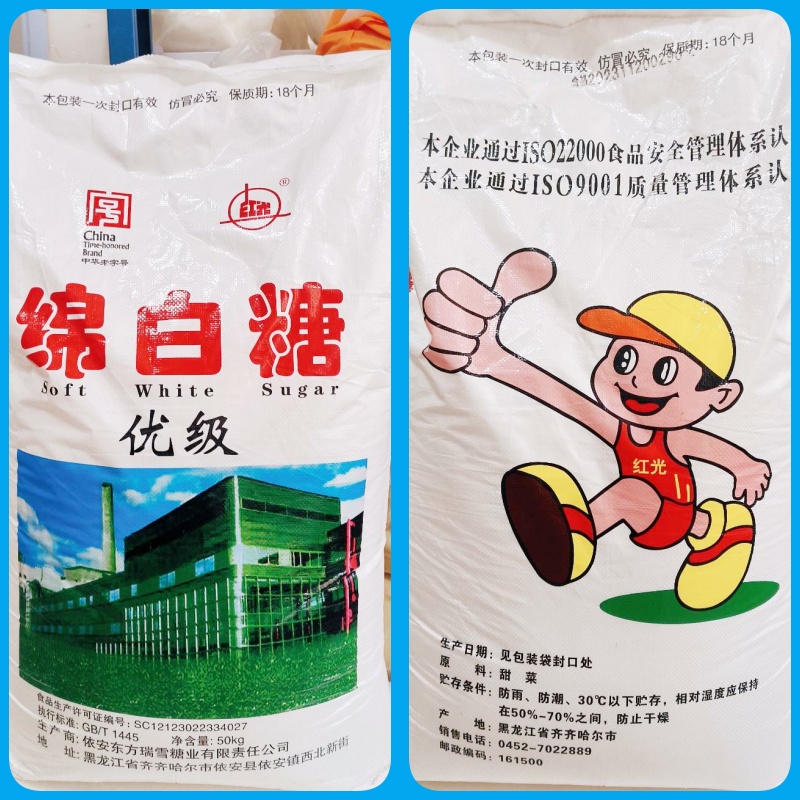 本包装一次封口有效 仿冒必究 保质期:18个月
红光®
China
Time-honored
Brand
中华老字号
绵白糖
Soft White Sugar
优级
食品生产许可证编号: SC12123022334027
执行标准: GB/T 1445 净含量: 50kg
生产商: 依安东方瑞雪糖业有限责任公司
地 址: 黑龙江省齐齐哈尔市依安县依安镇西北新街
本包装一次封口有效 仿冒必究 保质期:18个月
本企业通过ISO22000食品安全管理体系认
本企业通过ISO9001质量管理体系认
红光
生产日期: 见包装袋封口处
原 料: 甜 菜
贮存条件: 防雨、防潮、30℃以下贮存，相对湿度应保持
在50%-70%之间，防止干燥
产 地: 黑龙江省齐齐哈尔市
销售电话: 0452-7022889
邮政编码: 161500